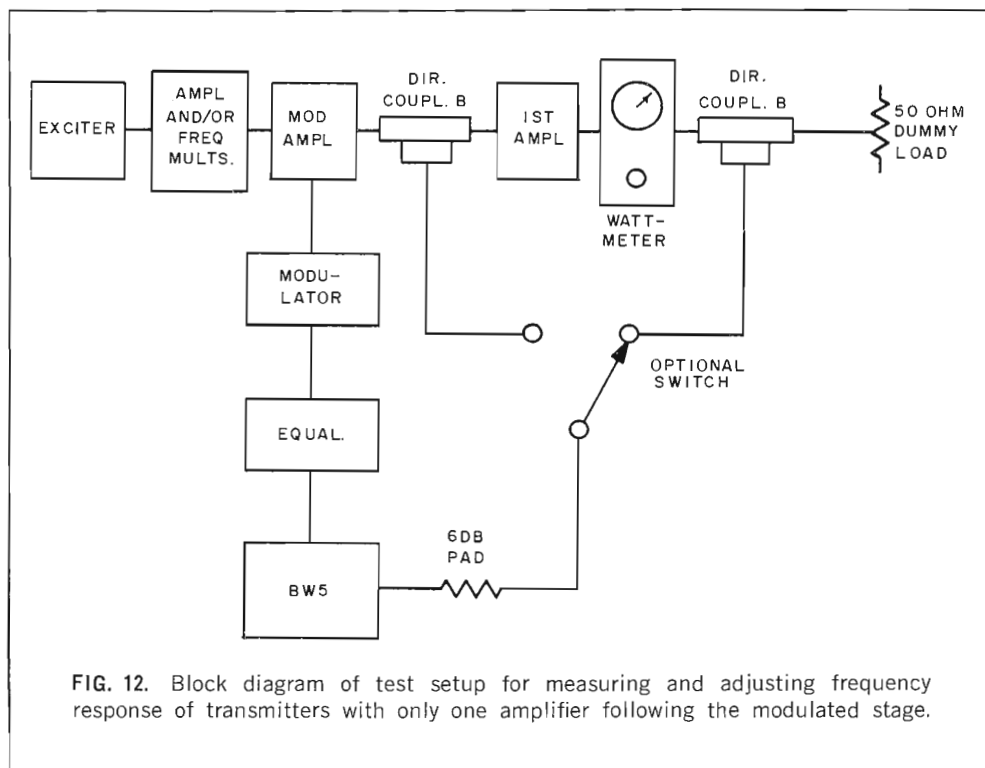 EXCITER
AMPL
AND/OR
FREQ
MULTS.
MOD
AMPL
DIR.
COUPL. B
1ST
AMPL
WATT-
METER
DIR.
COUPL. B
50 OHM
DUMMY
LOAD
MODU-
LATOR
OPTIONAL
SWITCH
EQUAL.
6DB
PAD
BW5
FIG. 12. Block diagram of test setup for measuring and adjusting frequency
response of transmitters with only one amplifier following the modulated stage.